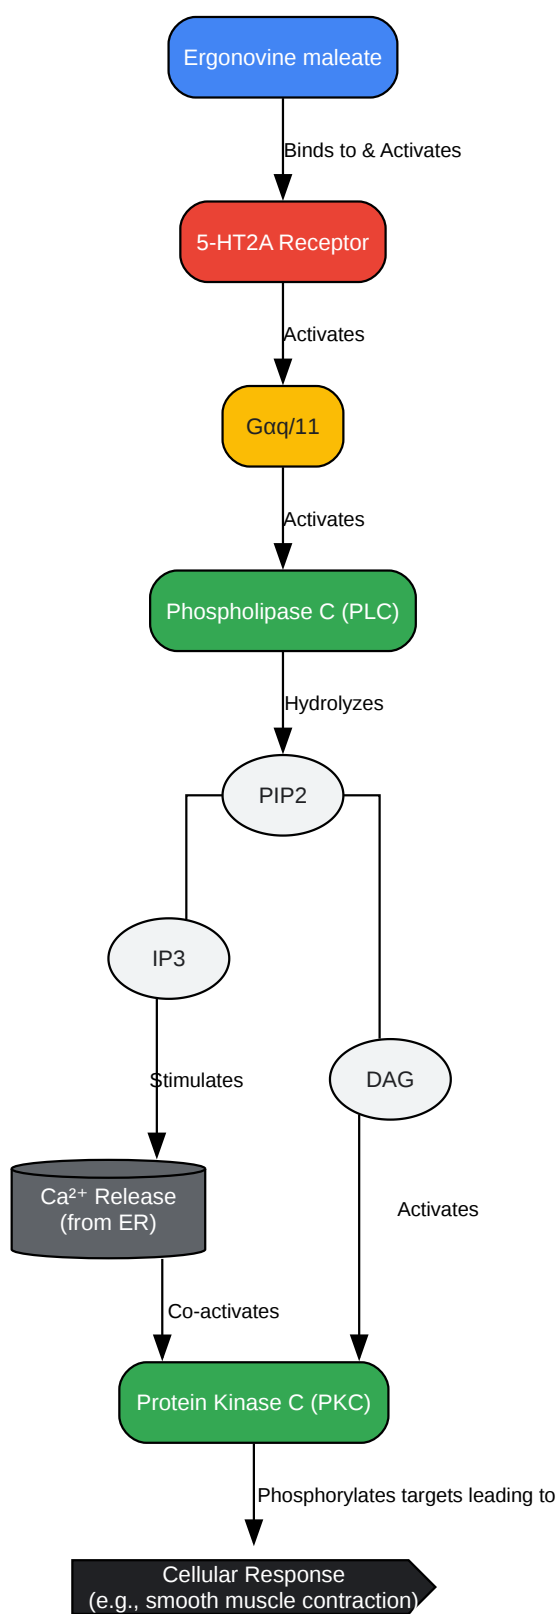 Ergonovine maleate
Binds to & Activates
5-HT2A Receptor
Activates
Gαq/11
Activates
Phospholipase C (PLC)
Hydrolyzes
PIP2
IP3
Stimulates
DAG
Ca²⁺ Release
(from ER)
Activates
Co-activates
Protein Kinase C (PKC)
Phosphorylates targets leading to
Cellular Response
(e.g., smooth muscle contraction)